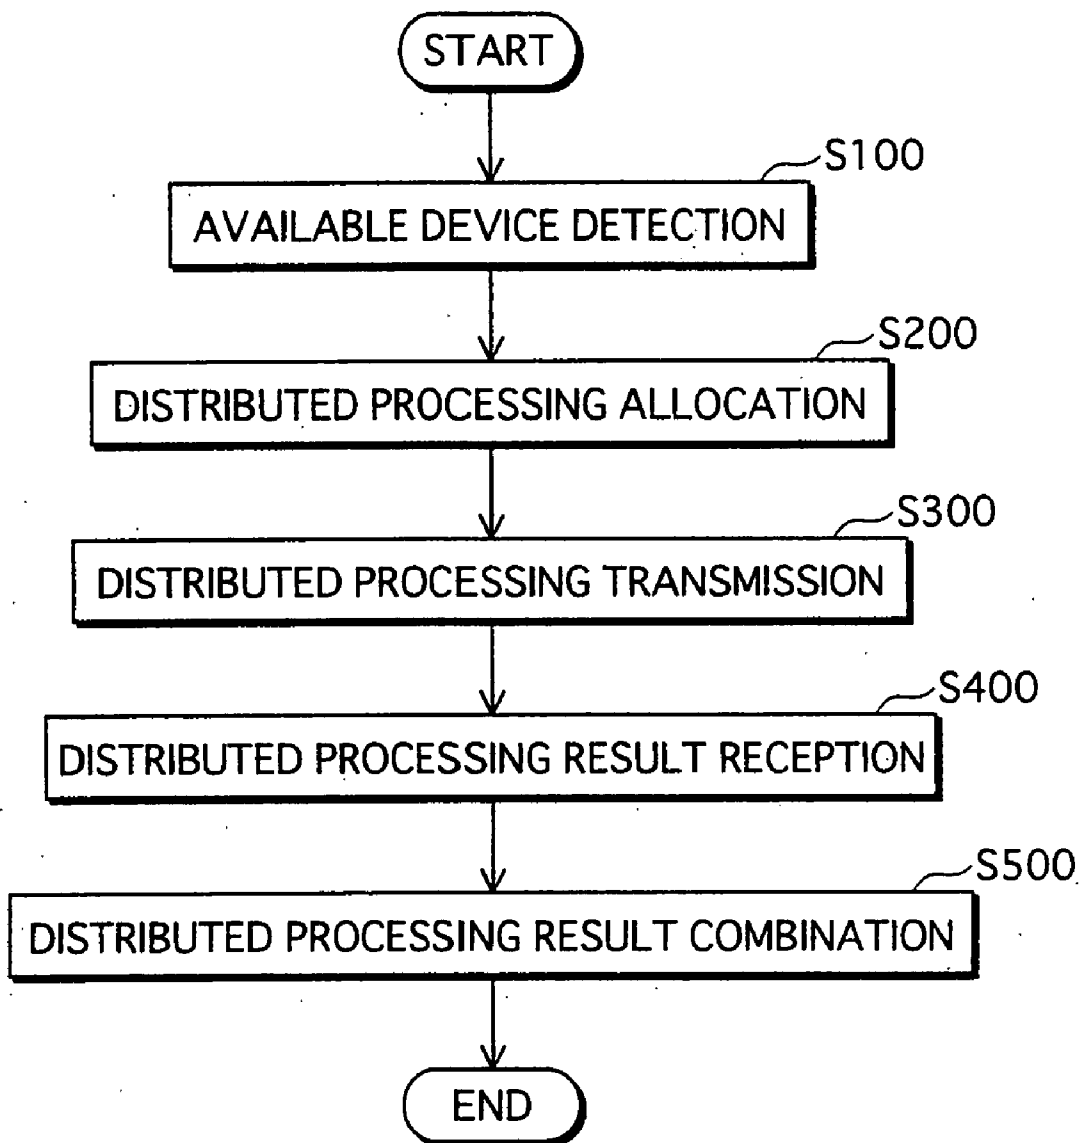 START
S100
AVAILABLE DEVICE DETECTION
S200
DISTRIBUTED PROCESSING ALLOCATION
S300
DISTRIBUTED PROCESSING TRANSMISSION
S400
DISTRIBUTED PROCESSING RESULT RECEPTION
S500
DISTRIBUTED PROCESSING RESULT COMBINATION
END